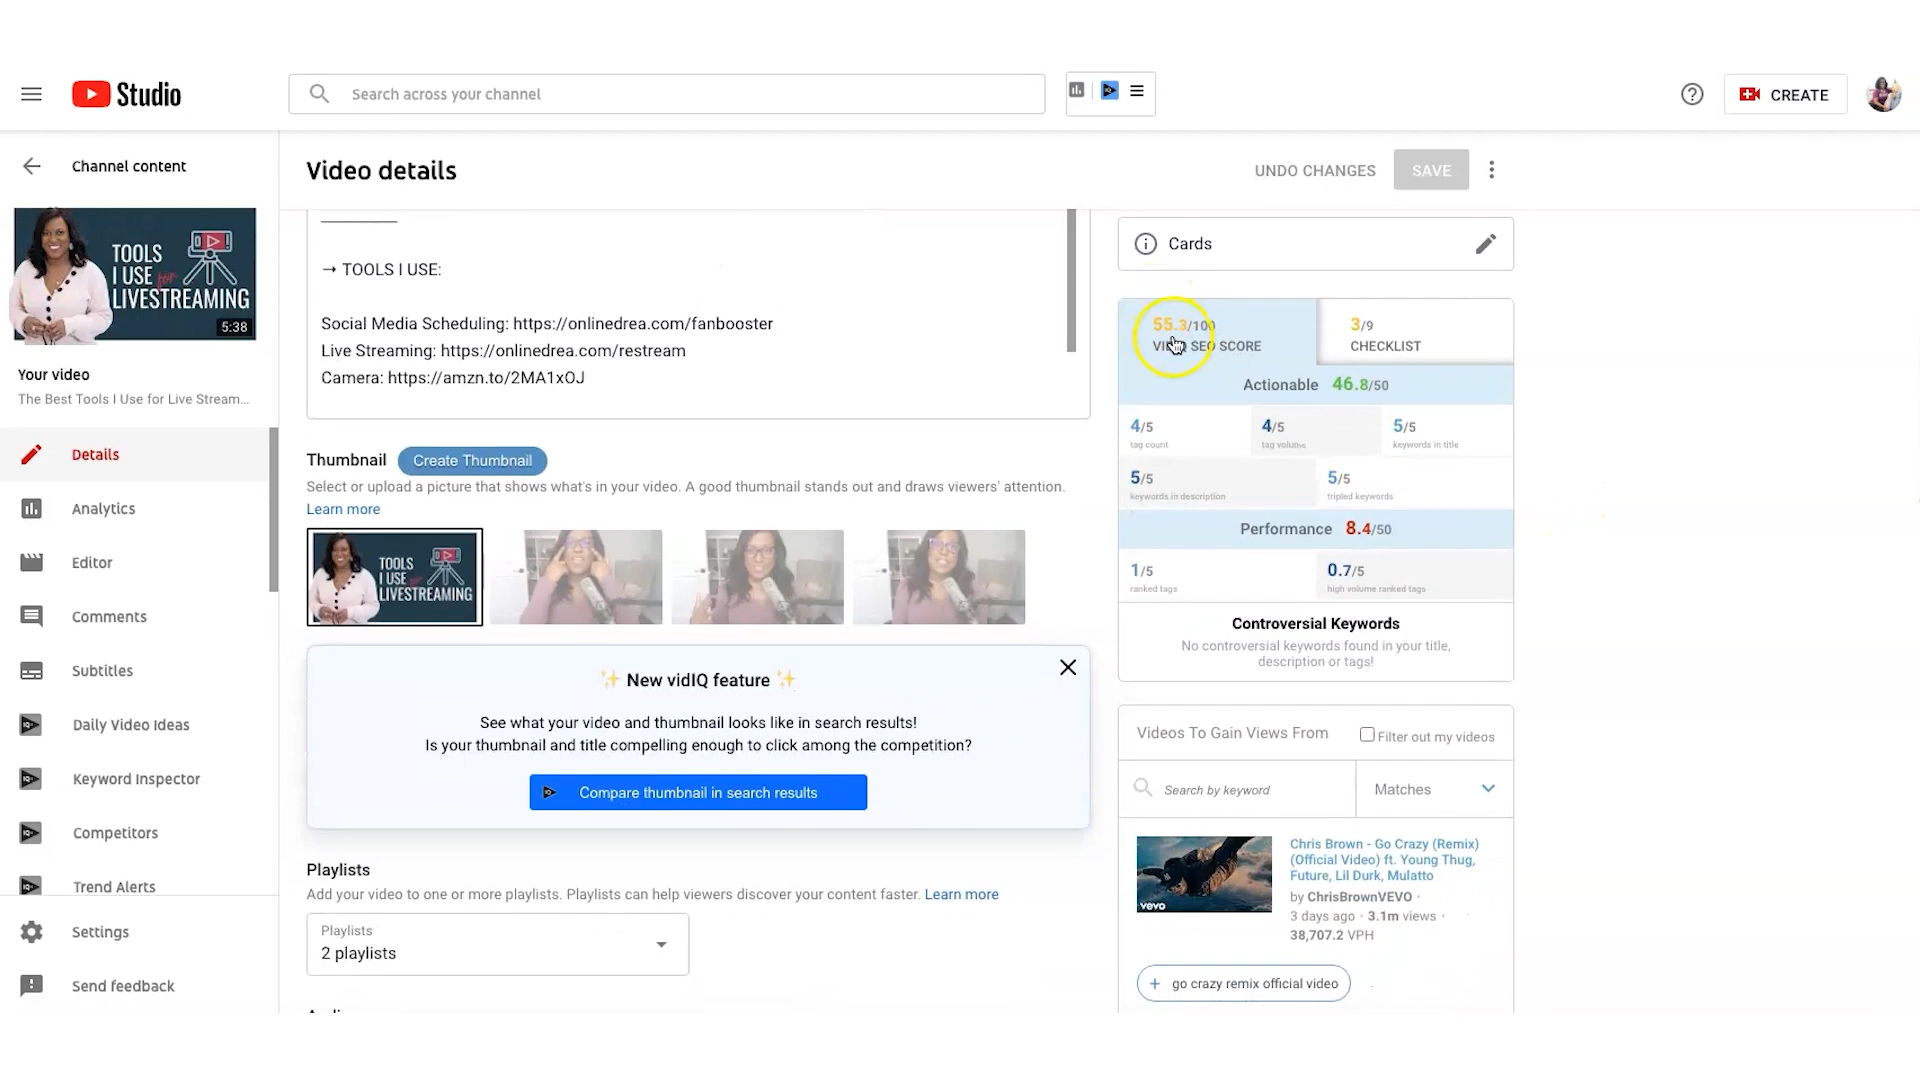 Studio
Search across your channel
CREATE
Channel content
TOOLS
I USE for
LIVESTREAMING
5:38
Your video
The Best Tools I Use for Live Stream...
Details
Analytics
Editor
Comments
Subtitles
Daily Video Ideas
Keyword Inspector
Competitors
Trend Alerts
Settings
Send feedback
Video details
UNDO CHANGES
SAVE
→ TOOLS I USE:
Social Media Scheduling: https://onlinedrea.com/fanbooster
Live Streaming: https://onlinedrea.com/restream
Camera: https://amzn.to/2MA1xOJ
Thumbnail
Create Thumbnail
Select or upload a picture that shows what's in your video. A good thumbnail stands out and draws viewers' attention.
Learn more
TOOLS
I USE for
LIVESTREAMING
✨ New vidIQ feature ✨
See what your video and thumbnail looks like in search results!
Is your thumbnail and title compelling enough to click among the competition?
Compare thumbnail in search results
Playlists
Add your video to one or more playlists. Playlists can help viewers discover your content faster. Learn more
Playlists
2 playlists
Cards
55.3/100
SEO SCORE
3/9
CHECKLIST
Actionable 46.8/50
4/5
tag count
4/5
tag volume
5/5
keywords in title
5/5
keywords in description
5/5
tripled keywords
Performance 8.4/50
1/5
ranked tags
0.7/5
high volume ranked tags
Controversial Keywords
No controversial keywords found in your title,
description or tags!
Videos To Gain Views From
Filter out my videos
Search by keyword
Matches
vevo
Chris Brown - Go Crazy (Remix)
(Official Video) ft. Young Thug,
Future, Lil Durk, Mulatto
by ChrisBrownVEVO ·
3 days ago · 3.1m views ·
38,707.2 VPH
+ go crazy remix official video